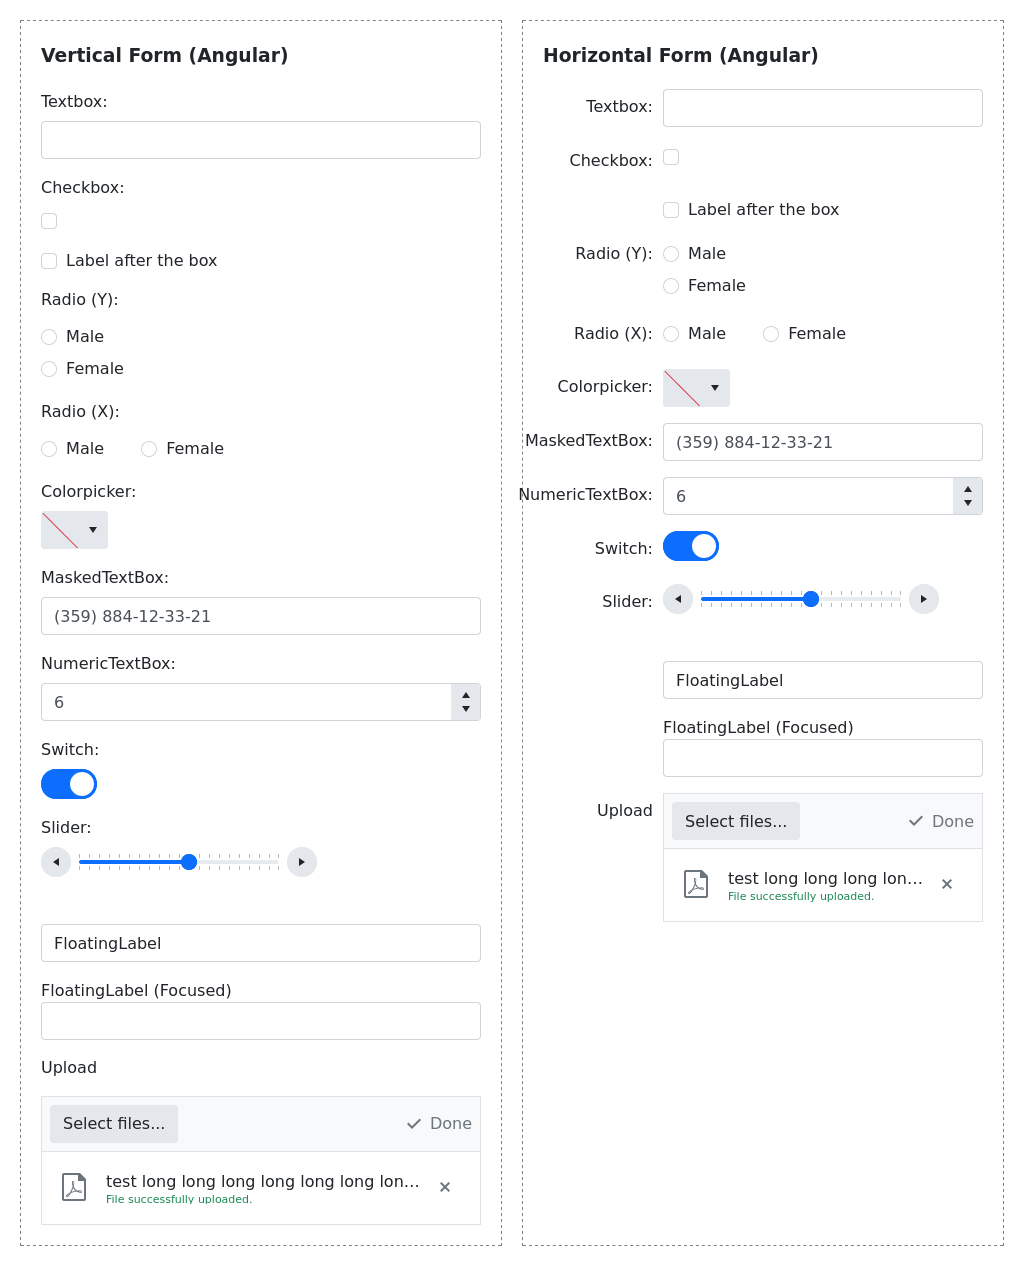 Vertical Form (Angular)
Textbox:
Checkbox:
Label after the box
Radio (Y):
Male
Female
Radio (X):
Male Female
Colorpicker:
MaskedTextBox:
(359) 884-12-33-21
NumericTextBox:
6
Switch:
Slider:
FloatingLabel
FloatingLabel (Focused)
Upload
Select files... Done
test long long long long long long lon...
File successfully uploaded.
Horizontal Form (Angular)
Textbox:
Checkbox:
Label after the box
Radio (Y): Male
Female
Radio (X): Male Female
Colorpicker:
MaskedTextBox: (359) 884-12-33-21
NumericTextBox: 6
Switch:
Slider:
FloatingLabel
FloatingLabel (Focused)
Upload Select files... Done
test long long long lon...
File successfully uploaded.